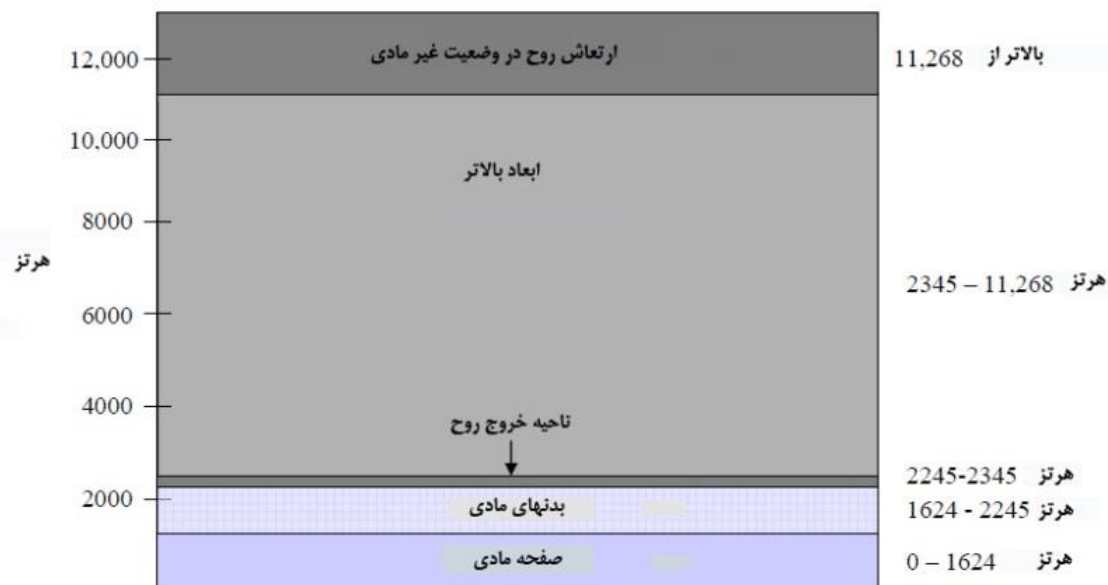 12,000
ارتعاش روح در وضعیت غیر مادی
بالاتر از 11,268
10,000
ابعاد بالاتر
8000
هرتز
2345 – 11,268 هرتز
6000
4000
ناحیه خروج روح
2245-2345 هرتز
2000
بدنهای مادی
1624 - 2245 هرتز
صفحه مادی
0 – 1624 هرتز